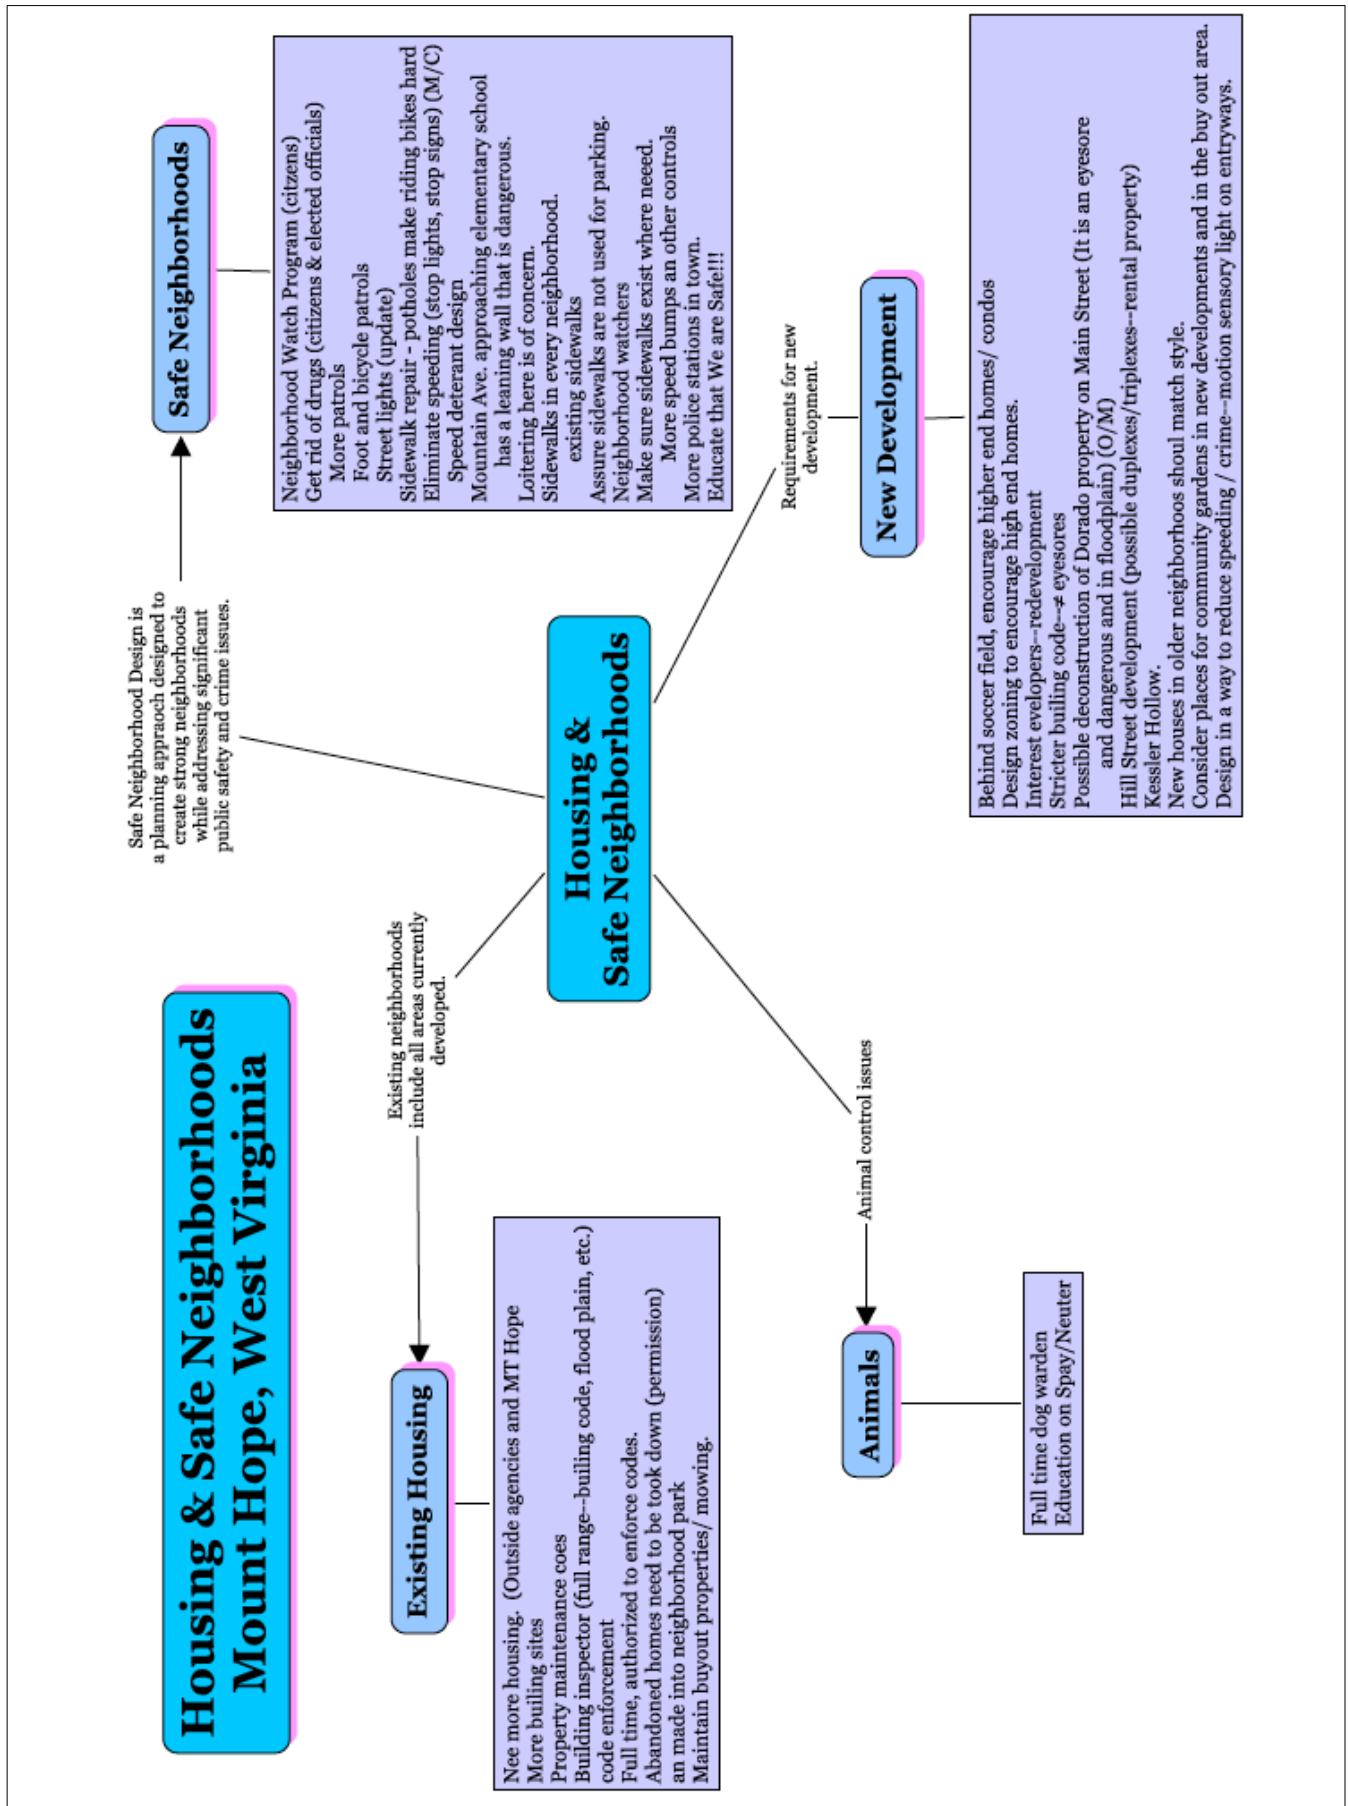 Housing & Safe Neighborhoods
Mount Hope, West Virginia
Safe Neighborhood Design is
a planning appraoch designed to
create strong neighborhoods
while addressing significant
public safety and crime issues.
Safe Neighborhoods
Neighborhood Watch Program (citzens)
Get rid of drugs (citizens & elected officials)
More patrols
Foot and bicycle patrols
Street lights (update)
Sidewalk repair - potholes make riding bikes hard
Eliminate speeding (stop lights, stop signs) (M/C)
Speed deterant design
Mountain Ave. approaching elementary school
has a leaning wall that is dangerous.
Loitering here is of concern.
Sidewalks in every neighborhood.
existing sidewalks
Assure sidewalks are not used for parking.
Neighborhood watchers
Make sure sidewalks exist where neeed.
More speed bumps an other controls
More police stations in town.
Educate that We are Safe!!!
Existing neighborhoods
include all areas currently
developed.
Existing Housing
Nee more housing. (Outside agencies and MT Hope
More builing sites
Property maintenance coes
Building inspector (full range--builing code, flood plain, etc.)
code enforcement
Full time, authorized to enforce codes.
Abandoned homes need to be took down (permission)
an made into neighborhood park
Maintain buyout properties/ mowing.
Housing &
Safe Neighborhoods
Requirements for new
development.
New Development
Behind soccer field, encourage higher end homes/ condos
Design zoning to encourage high end homes.
Interest evelopers--redevelopment
Stricter builing code--≠ eyesores
Possible deconstruction of Dorado property on Main Street (It is an eyesore
and dangerous and in floodplain) (O/M)
Hill Street development (possible duplexes/triplexes--rental property)
Kessler Hollow.
New houses in older neighborhoos shoul match style.
Consider places for community gardens in new developments and in the buy out area.
Design in a way to reduce speeding / crime--motion sensory light on entryways.
Animal control issues
Animals
Full time dog warden
Education on Spay/Neuter